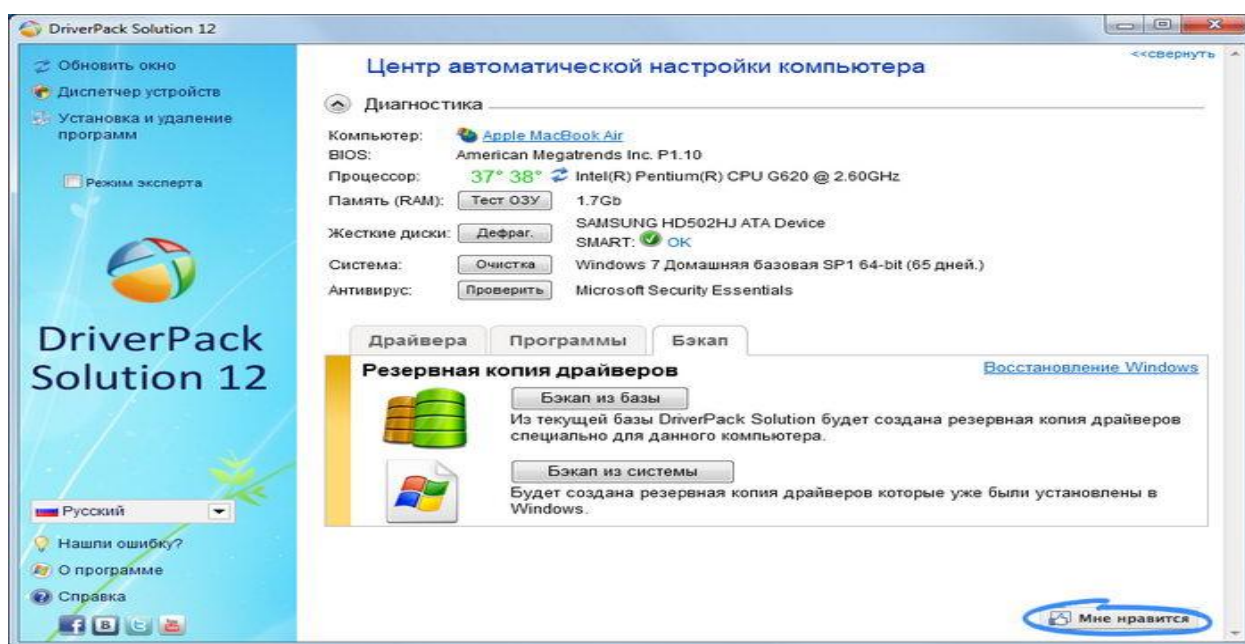 DriverPack Solution 12
Обновить окно
Диспетчер устройств
Установка и удаление
программ
Режим эксперта
DriverPack
Solution 12
Русский
Нашли ошибку?
О программе
Справка
<<свернуть
Центр автоматической настройки компьютера
Диагностика
Компьютер: Apple MacBook Air
BIOS: American Megatrends Inc. P1.10
Процессор: 37° 38° Intel(R) Pentium(R) CPU G620 @ 2.60GHz
Память (RAM): Тест ОЗУ 1.7Gb
Жесткие диски: Дефраг. SAMSUNG HD502HJ ATA Device
SMART: OK
Система: Очистка Windows 7 Домашняя базовая SP1 64-bit (65 дней.)
Антивирус: Проверить Microsoft Security Essentials
Драйвера Программы Бэкап
Резервная копия драйверов Восстановление Windows
Бэкап из базы
Из текущей базы DriverPack Solution будет создана резервная копия драйверов
специально для данного компьютера.
Бэкап из системы
Будет создана резервная копия драйверов которые уже были установлены в
Windows.
Мне нравится